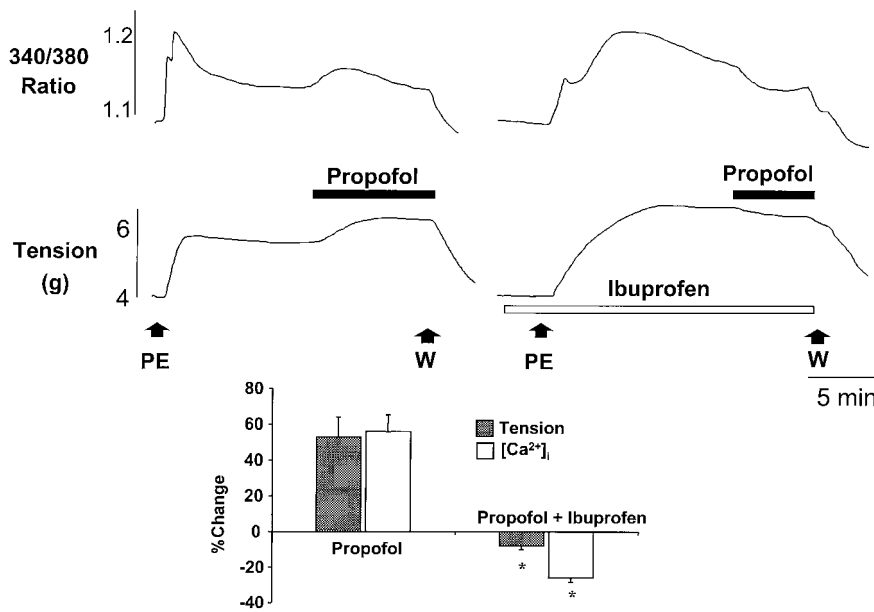 340/380
Ratio
1.2
1.1
Propofol
Propofol
Tension
(g)
6
4
Ibuprofen
PE
W
PE
W
5 min
%Change
80
60
40
20
0
-20
-40
Tension
[Ca²⁺]i
Propofol
Propofol + Ibuprofen
*
*